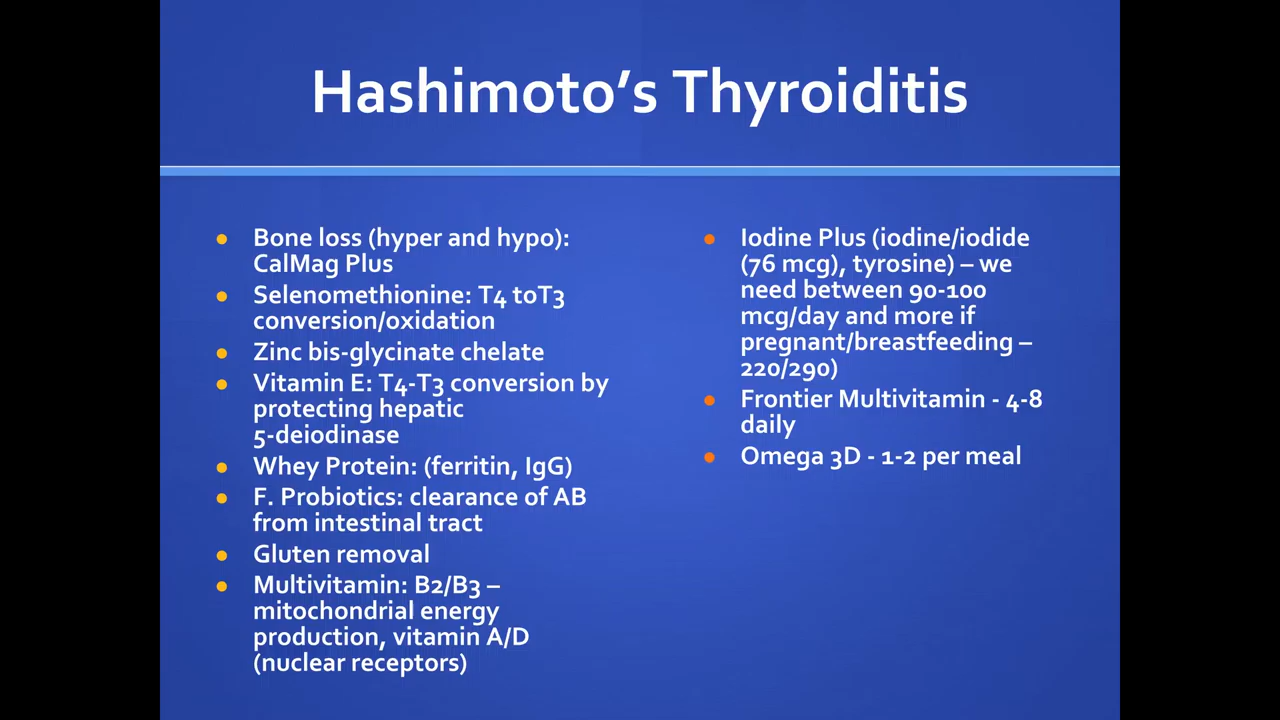 Hashimoto’s Thyroiditis
Bone loss (hyper and hypo):
CalMag Plus
Selenomethionine: T4 toT3
conversion/oxidation
Zinc bis-glycinate chelate
Vitamin E: T4-T3 conversion by
protecting hepatic
5-deiodinase
Whey Protein: (ferritin, IgG)
F. Probiotics: clearance of AB
from intestinal tract
Gluten removal
Multivitamin: B2/B3 –
mitochondrial energy
production, vitamin A/D
(nuclear receptors)
Iodine Plus (iodine/iodide
(76 mcg), tyrosine) – we
need between 90-100
mcg/day and more if
pregnant/breastfeeding –
220/290)
Frontier Multivitamin - 4-8
daily
Omega 3D - 1-2 per meal